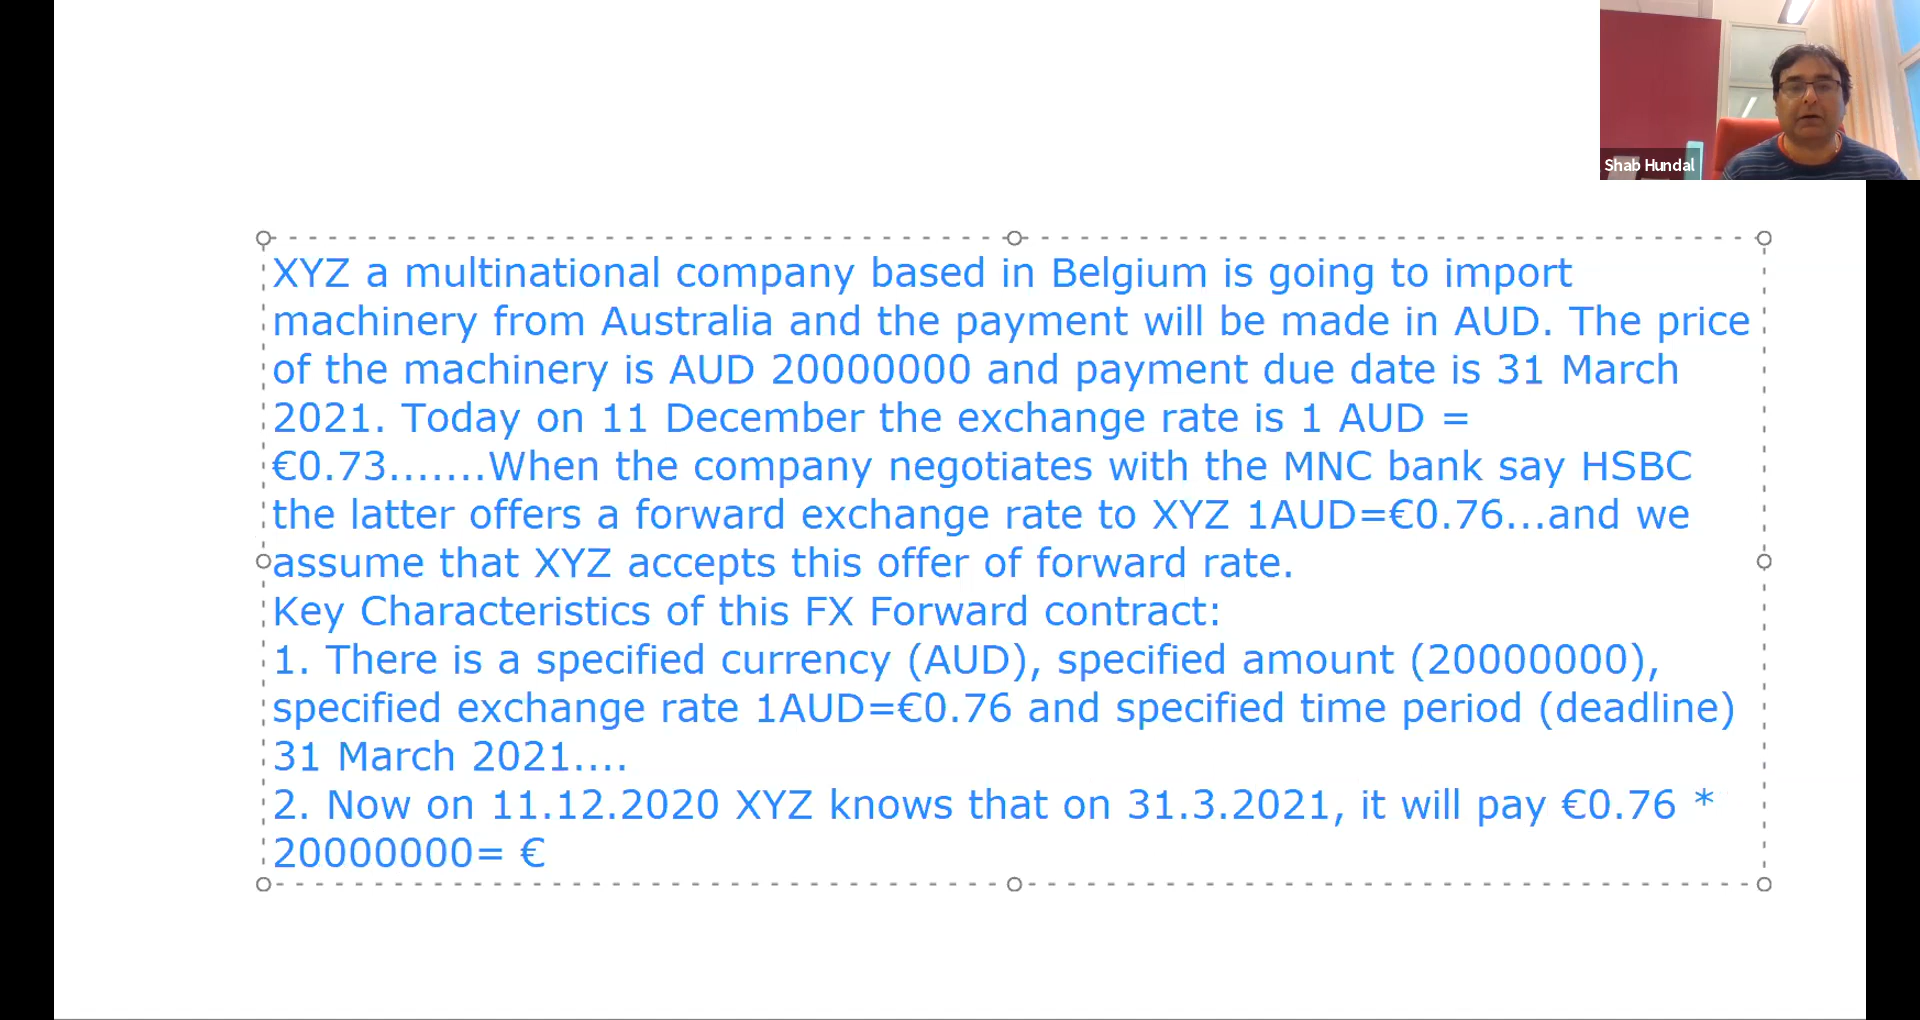 Shab Hundal
XYZ a multinational company based in Belgium is going to import
machinery from Australia and the payment will be made in AUD. The price
of the machinery is AUD 20000000 and payment due date is 31 March
2021. Today on 11 December the exchange rate is 1 AUD =
€0.73.......When the company negotiates with the MNC bank say HSBC
the latter offers a forward exchange rate to XYZ 1AUD=€0.76...and we
assume that XYZ accepts this offer of forward rate.
Key Characteristics of this FX Forward contract:
1. There is a specified currency (AUD), specified amount (20000000),
specified exchange rate 1AUD=€0.76 and specified time period (deadline)
31 March 2021....
2. Now on 11.12.2020 XYZ knows that on 31.3.2021, it will pay €0.76 *
20000000= €